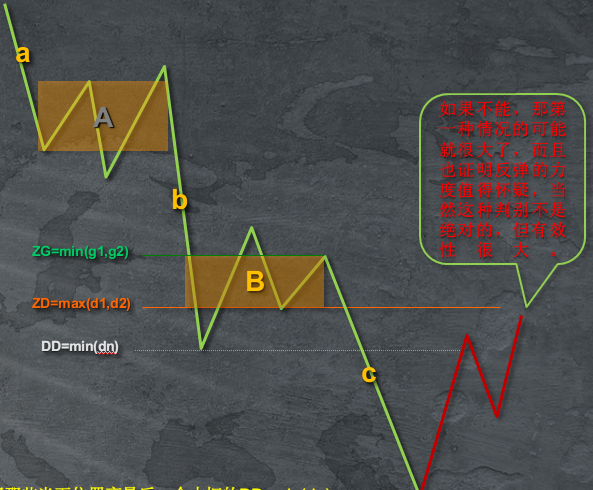 a
A
如果不能，那第
一种情况的可能
就很大了，而且
也证明反弹的力
度值得怀疑，当
然这种判别不是
绝对的，但有效
性很大。
b
ZG=min(g1,g2)
B
ZD=max(d1,d2)
DD=min(dn)
c